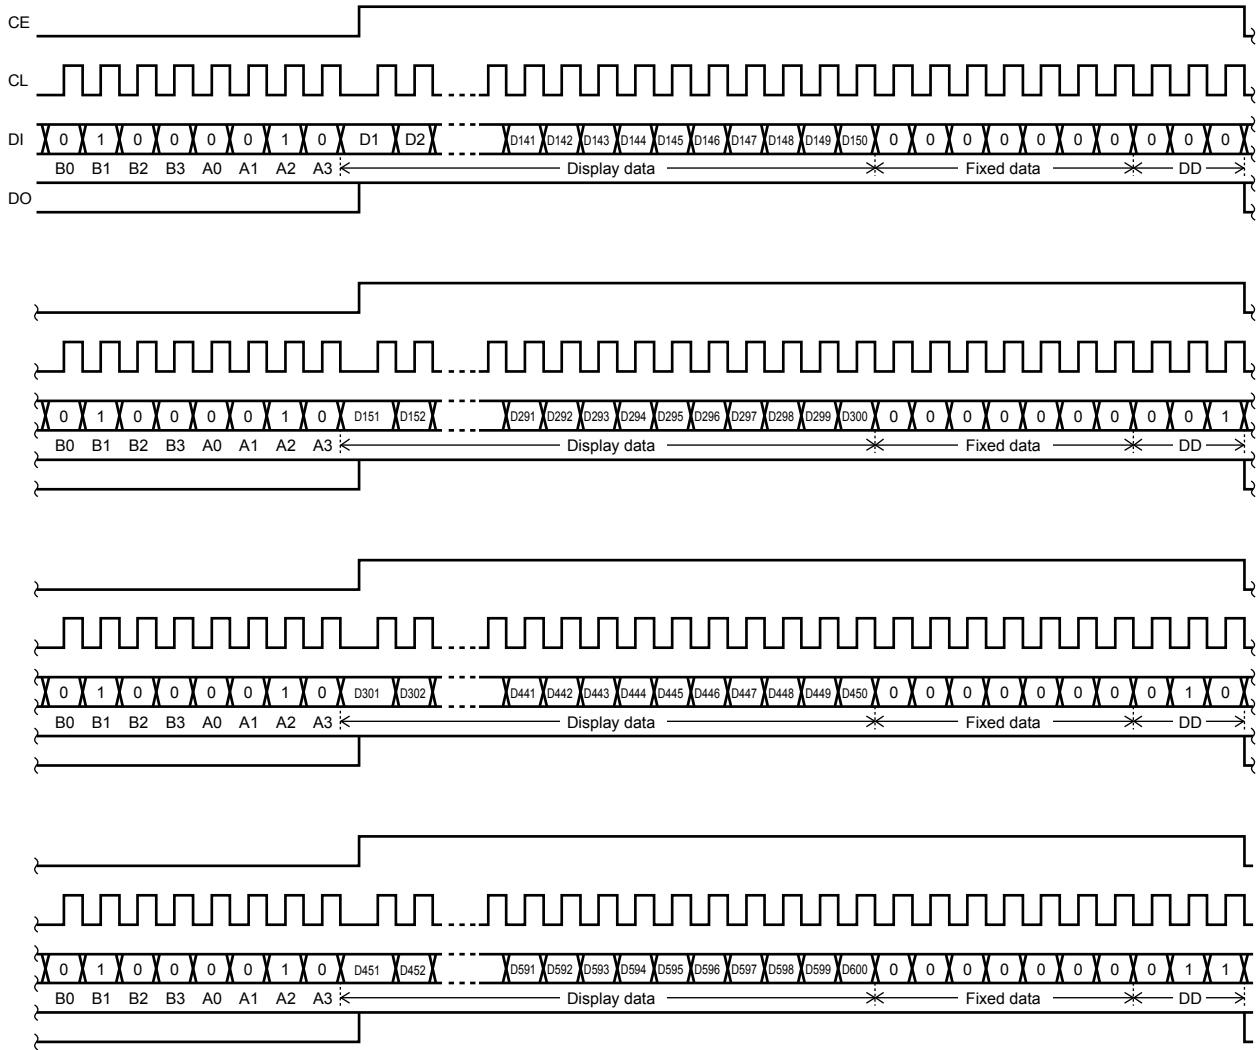 CE
CL
DI 0 1 0 0 0 0 1 0 D1 D2 D141 D142 D143 D144 D145 D146 D147 D148 D149 D150 0 0 0 0 0 0 0 0 0 0
B0 B1 B2 B3 A0 A1 A2 A3 Display data Fixed data DD
DO
0 1 0 0 0 0 1 0 D151 D152 D291 D292 D293 D294 D295 D296 D297 D298 D299 D300 0 0 0 0 0 0 0 0 0 1
B0 B1 B2 B3 A0 A1 A2 A3 Display data Fixed data DD
0 1 0 0 0 0 1 0 D301 D302 D441 D442 D443 D444 D445 D446 D447 D448 D449 D450 0 0 0 0 0 0 0 0 1 0
B0 B1 B2 B3 A0 A1 A2 A3 Display data Fixed data DD
0 1 0 0 0 0 1 0 D451 D452 D591 D592 D593 D594 D595 D596 D597 D598 D599 D600 0 0 0 0 0 0 0 0 1 1
B0 B1 B2 B3 A0 A1 A2 A3 Display data Fixed data DD